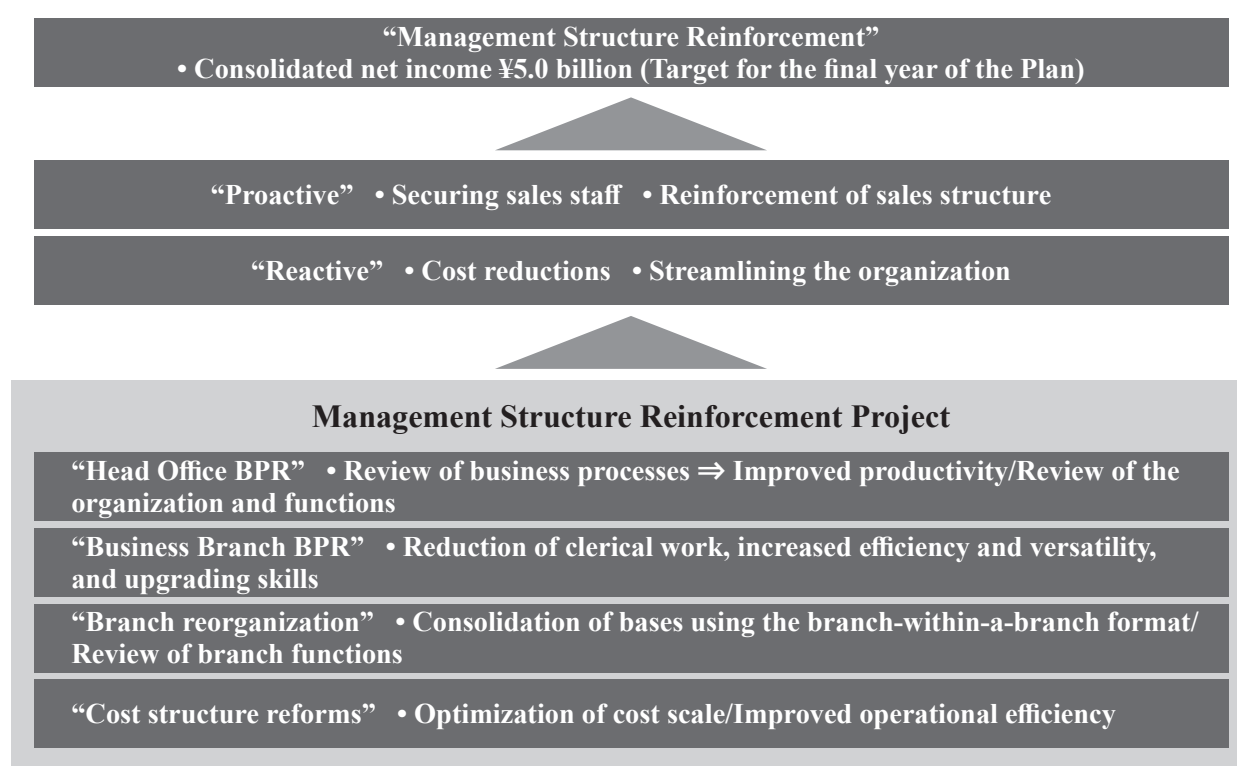 “Management Structure Reinforcement”
• Consolidated net income ¥5.0 billion (Target for the final year of the Plan)
“Proactive” • Securing sales staff • Reinforcement of sales structure
“Reactive” • Cost reductions • Streamlining the organization
Management Structure Reinforcement Project
“Head Office BPR” • Review of business processes ⇒ Improved productivity/Review of the
organization and functions
“Business Branch BPR” • Reduction of clerical work, increased efficiency and versatility,
and upgrading skills
“Branch reorganization” • Consolidation of bases using the branch-within-a-branch format/
Review of branch functions
“Cost structure reforms” • Optimization of cost scale/Improved operational efficiency